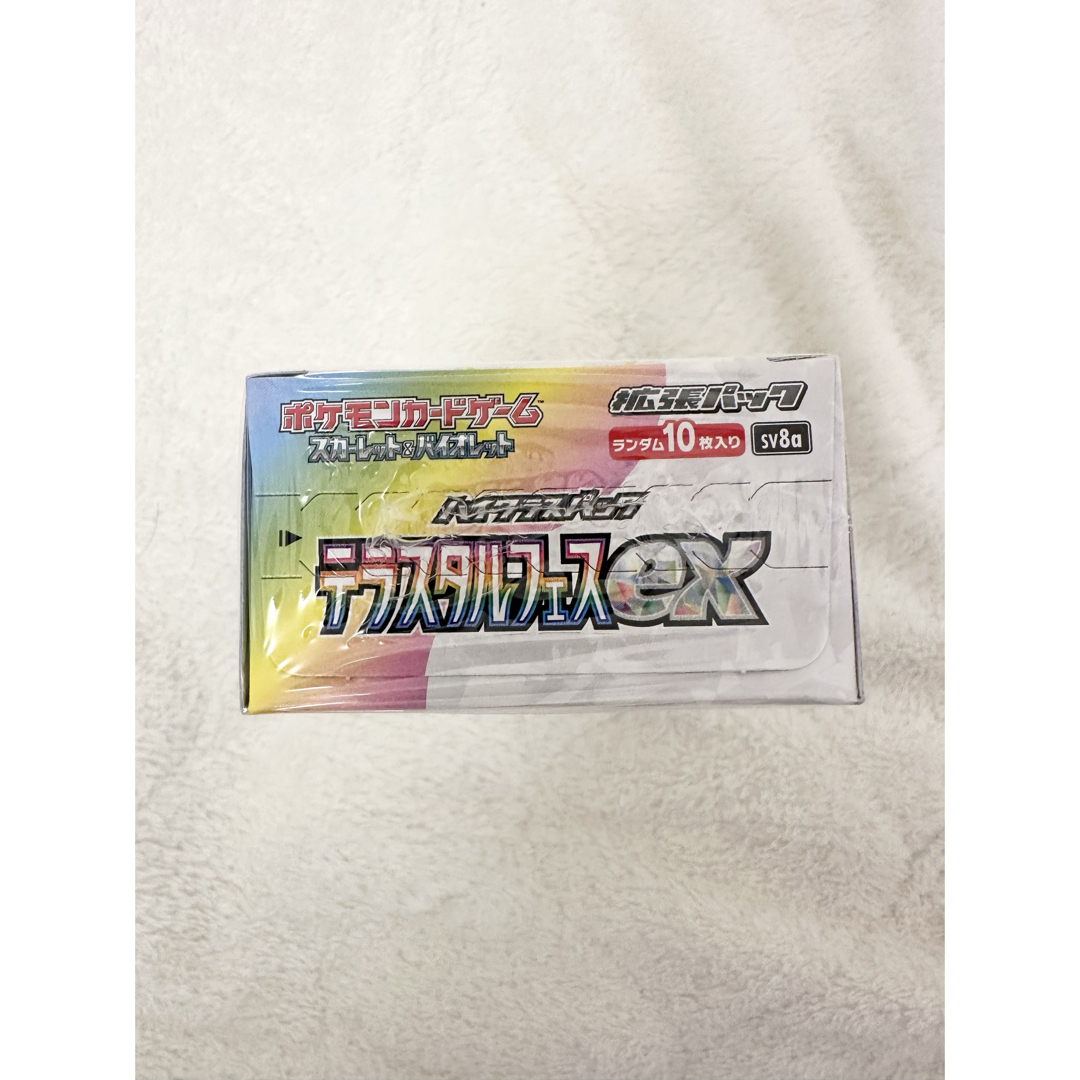 ポケモンカードゲーム
スカーレット&バイオレット
拡張パック
ランダム10枚入り SV8a
ハイクラスパック
テラスタルフェスex